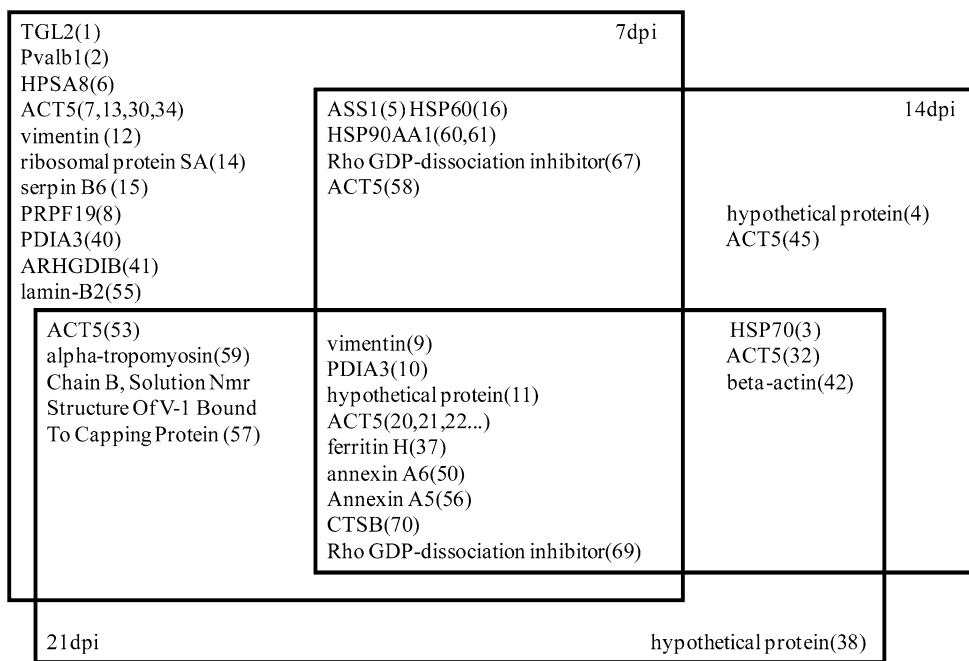 TGL2(1)
7dpi
Pvalb1(2)
HPSA8(6)
ACT5(7,13,30,34)
vimentin (12)
ribosomal protein SA(14)
serpin B6 (15)
PRPF19(8)
PDIA3(40)
ARHGDIB(41)
lamin-B2(55)
ASS1(5) HSP60(16)
HSP90AA1(60,61)
Rho GDP-dissociation inhibitor(67)
ACT5(58)
14dpi
hypothetical protein(4)
ACT5(45)
ACT5(53)
alpha-tropomyosin(59)
Chain B, Solution Nmr
Structure Of V-1 Bound
To Capping Protein (57)
vimentin(9)
PDIA3(10)
hypothetical protein(11)
ACT5(20,21,22...)
ferritin H(37)
annexin A6(50)
Annexin A5(56)
CTSB(70)
Rho GDP-dissociation inhibitor(69)
HSP70(3)
ACT5(32)
beta-actin(42)
21dpi
hypothetical protein(38)